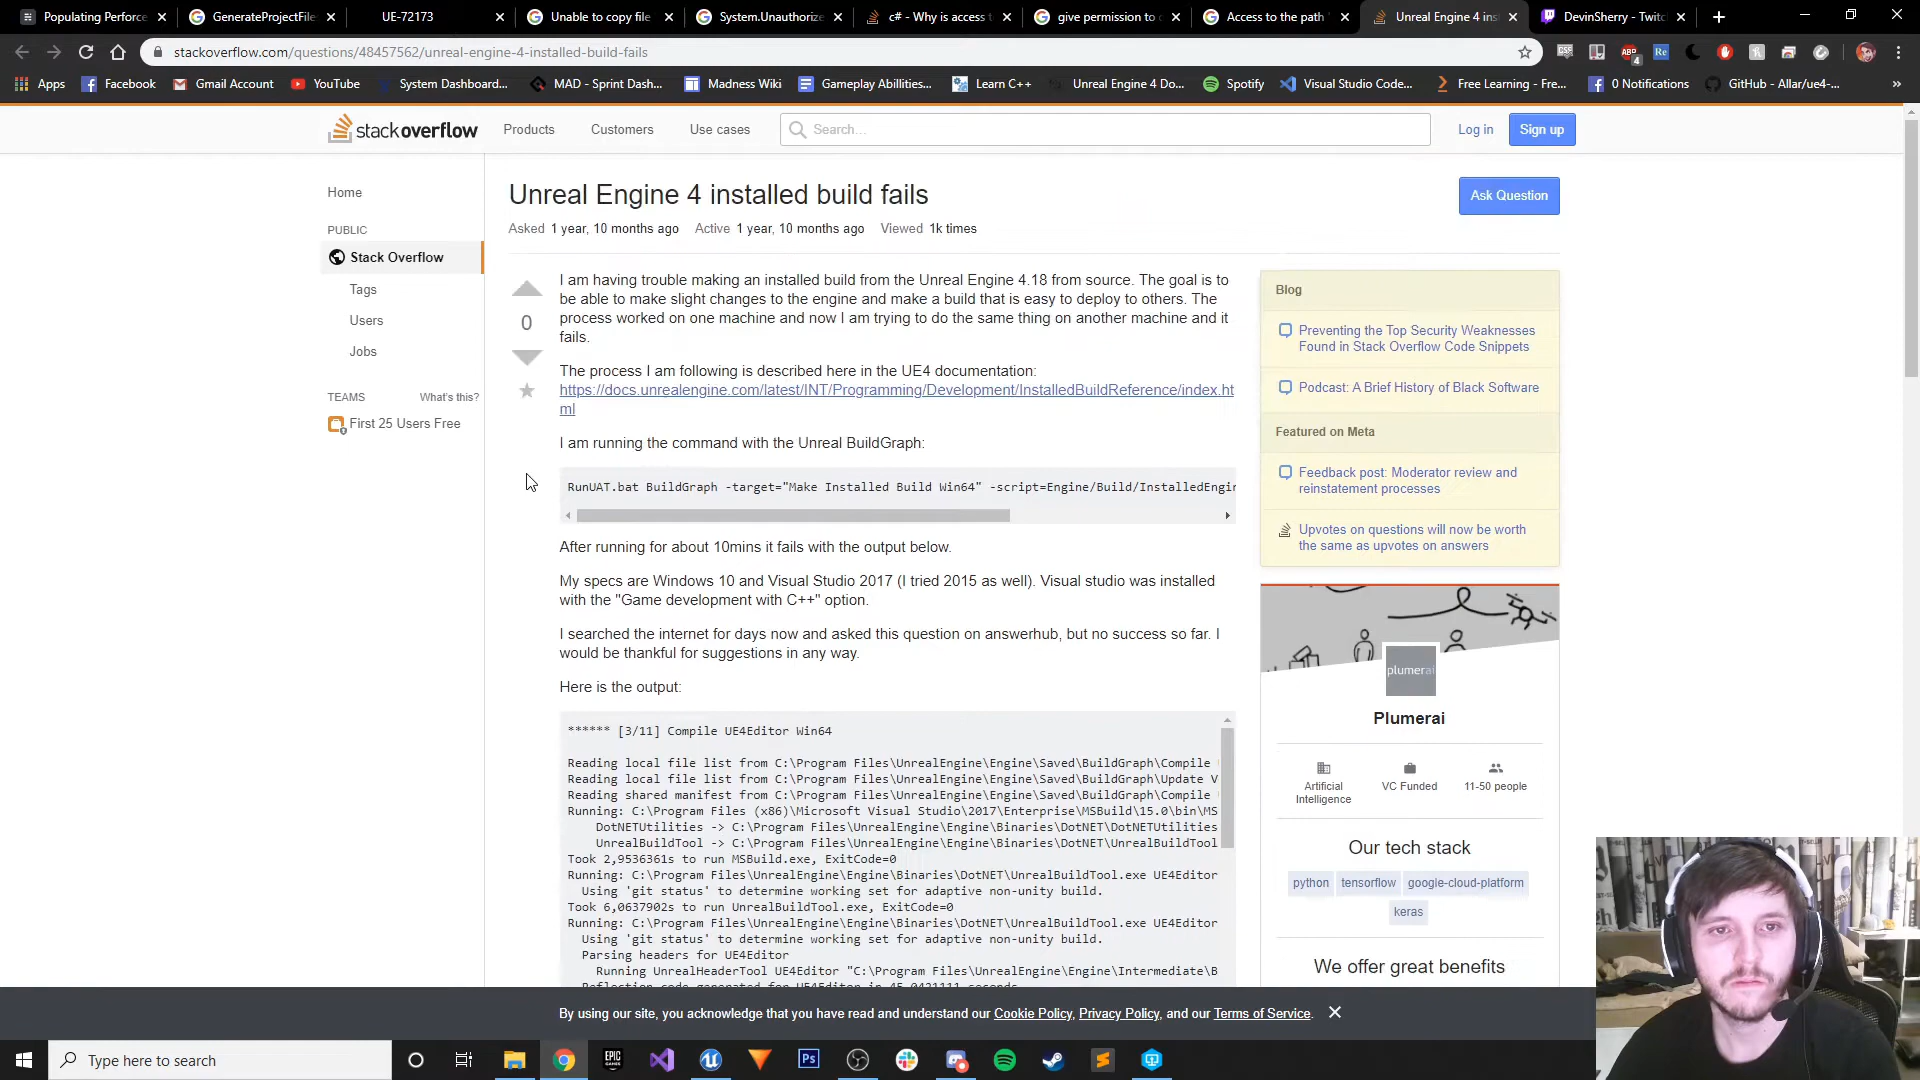 Populating Perforce
GenerateProjectFile
UE-72173
Unable to copy file
System.Unauthorize
c# - Why is access t
give permission to c
Access to the path '
Unreal Engine 4 inst
DevinSherry - Twitch
stackoverflow.com/questions/48457562/unreal-engine-4-installed-build-fails
Apps
Facebook
Gmail Account
YouTube
System Dashboard...
MAD - Sprint Dash...
Madness Wiki
Gameplay Abillities...
Learn C++
Unreal Engine 4 Do...
Spotify
Visual Studio Code...
Free Learning - Fre...
0 Notifications
GitHub - Allar/ue4-...
stackoverflow
Products
Customers
Use cases
Search...
Log in
Sign up
Home
PUBLIC
Stack Overflow
Tags
Users
Jobs
TEAMS
What's this?
First 25 Users Free
Unreal Engine 4 installed build fails
Ask Question
Asked 1 year, 10 months ago Active 1 year, 10 months ago Viewed 1k times
0
I am having trouble making an installed build from the Unreal Engine 4.18 from source. The goal is to
be able to make slight changes to the engine and make a build that is easy to deploy to others. The
process worked on one machine and now I am trying to do the same thing on another machine and it
fails.
The process I am following is described here in the UE4 documentation:
https://docs.unrealengine.com/latest/INT/Programming/Development/InstalledBuildReference/index.ht
ml
I am running the command with the Unreal BuildGraph:
RunUAT.bat BuildGraph -target="Make Installed Build Win64" -script=Engine/Build/InstalledEngin
After running for about 10mins it fails with the output below.
My specs are Windows 10 and Visual Studio 2017 (I tried 2015 as well). Visual studio was installed
with the "Game development with C++" option.
I searched the internet for days now and asked this question on answerhub, but no success so far. I
would be thankful for suggestions in any way.
Here is the output:
****** [3/11] Compile UE4Editor Win64
Reading local file list from C:\Program Files\UnrealEngine\Engine\Saved\BuildGraph\Compile
Reading local file list from C:\Program Files\UnrealEngine\Engine\Saved\BuildGraph\Update V
Reading shared manifest from C:\Program Files\UnrealEngine\Engine\Saved\BuildGraph\Compile
Running: C:\Program Files (x86)\Microsoft Visual Studio\2017\Enterprise\MSBuild\15.0\bin\MS
DotNETUtilities -> C:\Program Files\UnrealEngine\Engine\Binaries\DotNET\DotNETUtilities
UnrealBuildTool -> C:\Program Files\UnrealEngine\Engine\Binaries\DotNET\UnrealBuildTool
Took 2,9536361s to run MSBuild.exe, ExitCode=0
Running: C:\Program Files\UnrealEngine\Engine\Binaries\DotNET\UnrealBuildTool.exe UE4Editor
Using 'git status' to determine working set for adaptive non-unity build.
Took 6,0637902s to run UnrealBuildTool.exe, ExitCode=0
Running: C:\Program Files\UnrealEngine\Engine\Binaries\DotNET\UnrealBuildTool.exe UE4Editor
Using 'git status' to determine working set for adaptive non-unity build.
Parsing headers for UE4Editor
Running UnrealHeaderTool UE4Editor "C:\Program Files\UnrealEngine\Engine\Intermediate\B
Reflection code generated for UE4Editor in 45,0421111 seconds
Blog
Preventing the Top Security Weaknesses
Found in Stack Overflow Code Snippets
Podcast: A Brief History of Black Software
Featured on Meta
Feedback post: Moderator review and
reinstatement processes
Upvotes on questions will now be worth
the same as upvotes on answers
plumerai
Plumerai
Artificial
Intelligence
VC Funded
11-50 people
Our tech stack
python
tensorflow
google-cloud-platform
keras
We offer great benefits
By using our site, you acknowledge that you have read and understand our Cookie Policy, Privacy Policy, and our Terms of Service.
Type here to search